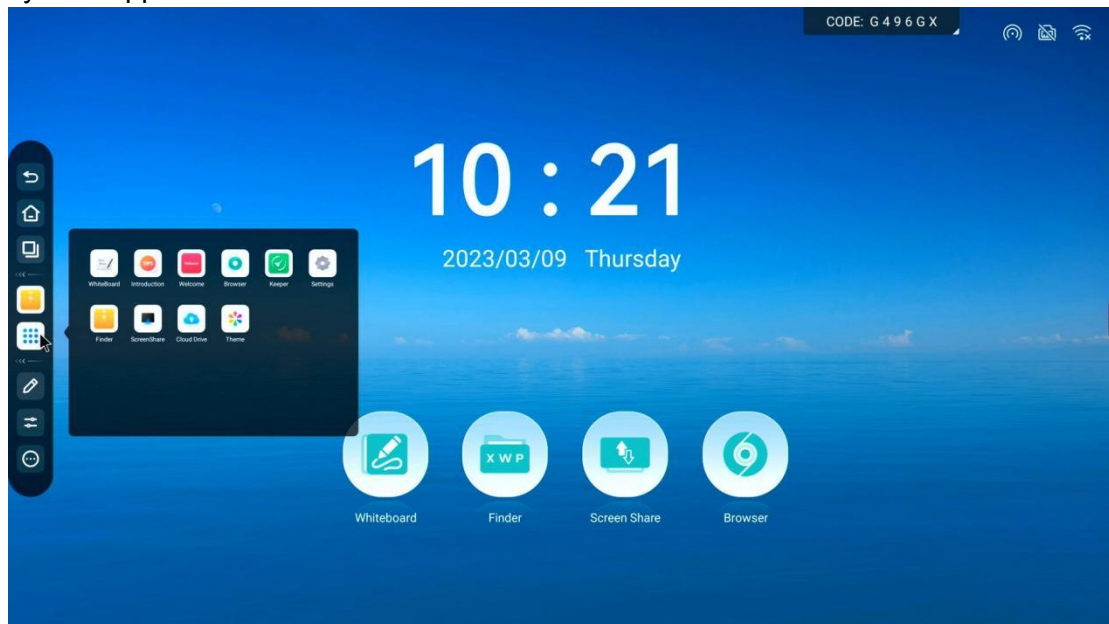 CODE: G 4 9 6 G X
10 : 21
2023/03/09 Thursday
WhiteBoard Introduction Welcome Browser Keeper Settings
Finder ScreenShare Cloud Drive Theme
X W P
Whiteboard Finder Screen Share Browser